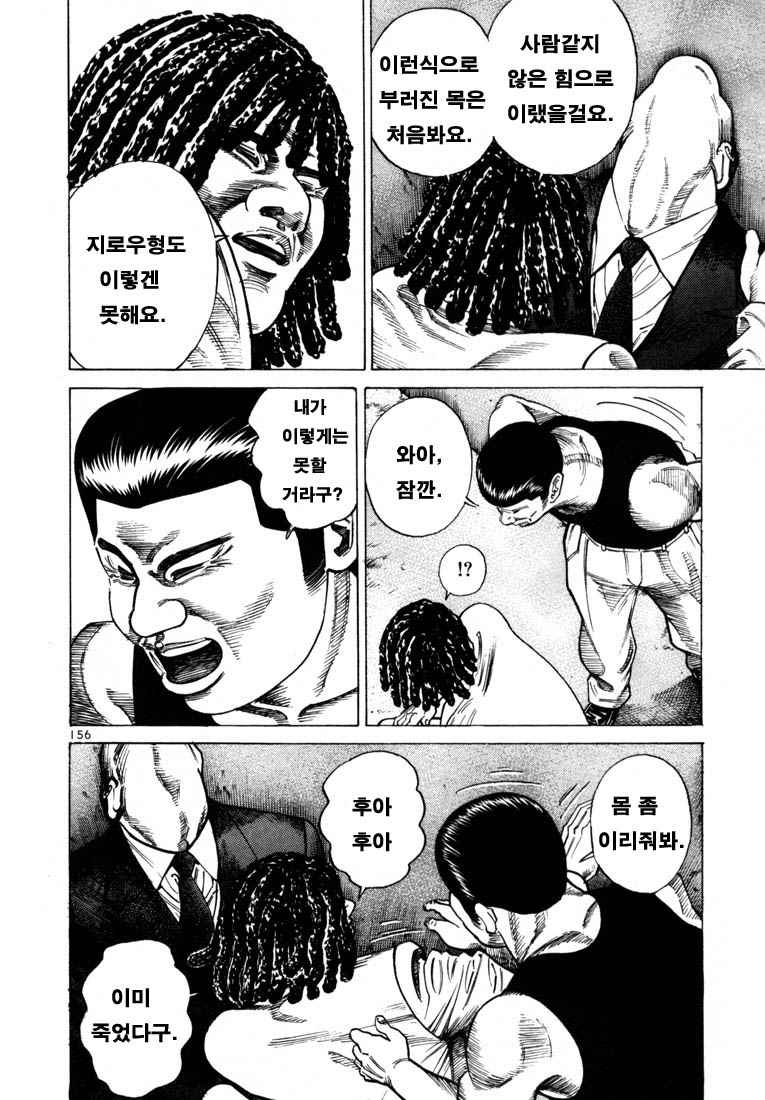 사람같지
않은 힘으로
이랬을걸요.
이런식으로
부러진 목은
처음봐요.
지로우형도
이렇겐
못해요.
와아,
잠깐.
!?
내가
이렇게는
못할
거라구?
156
몸 좀
이리줘봐.
후아
후아
이미
죽었다구.